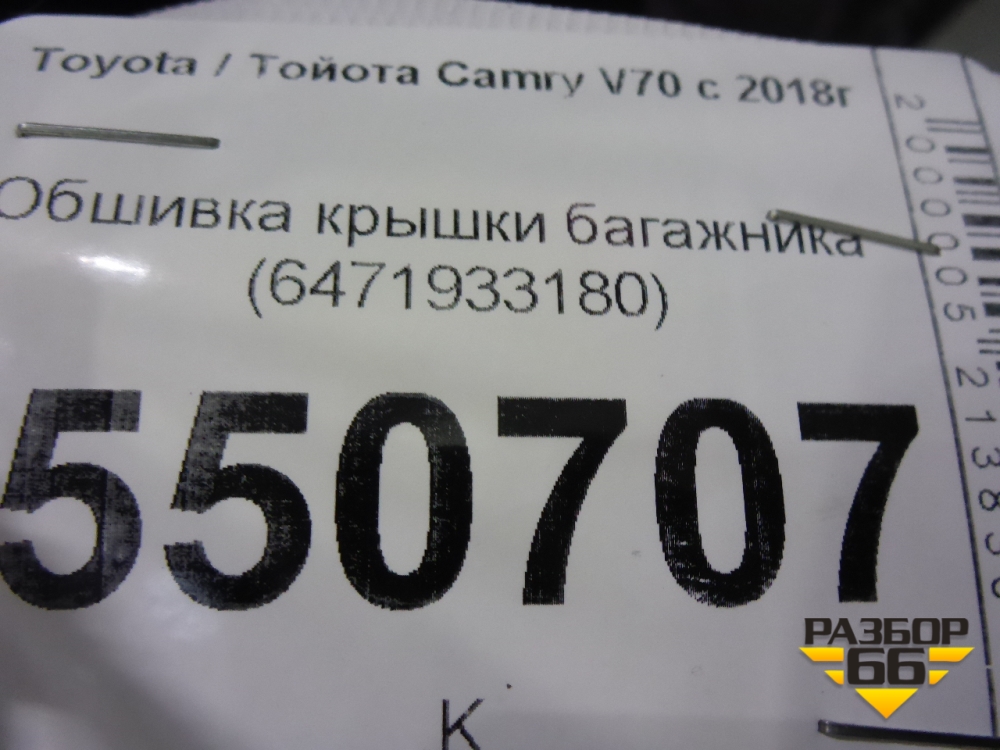 Toyota / Тойота Camry V70 с 2018г
Обшивка крышки багажника
(6471933180)
550707
К
РАЗБОР
66